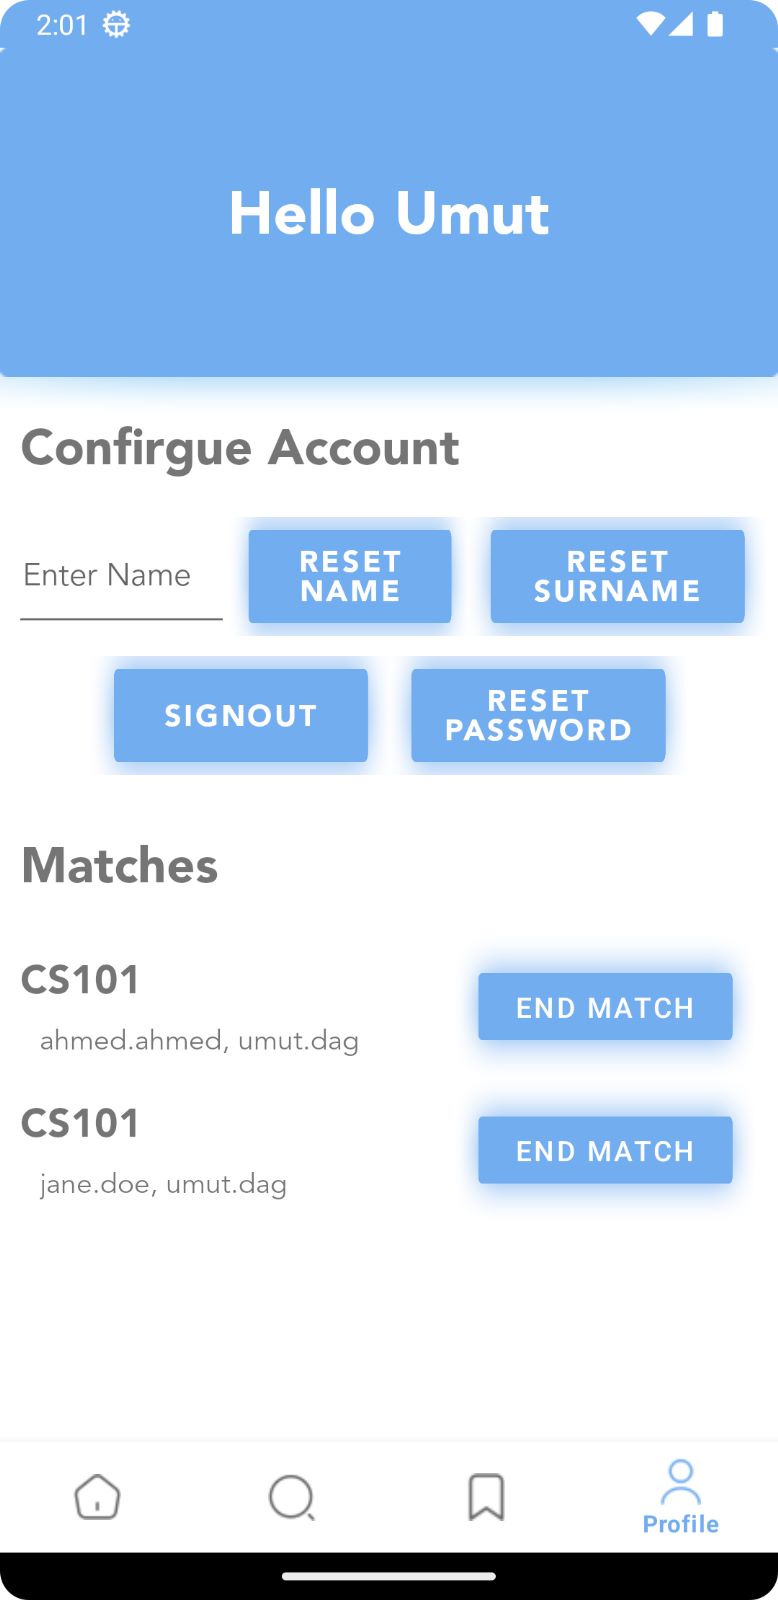 2:01
Hello Umut
Confirgue Account
Enter Name
RESET
NAME
RESET
SURNAME
SIGNOUT
RESET
PASSWORD
Matches
CS101
END MATCH
ahmed.ahmed, umut.dag
CS101
END MATCH
jane.doe, umut.dag
Profile